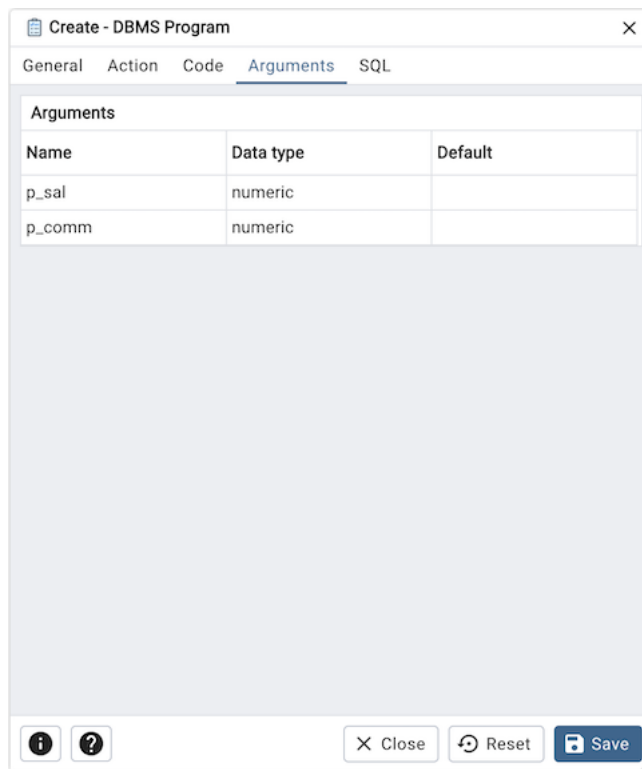 Create - DBMS Program
General Action Code Arguments SQL
Arguments
Name Data type Default
p_sal numeric
p_comm numeric
Close Reset Save